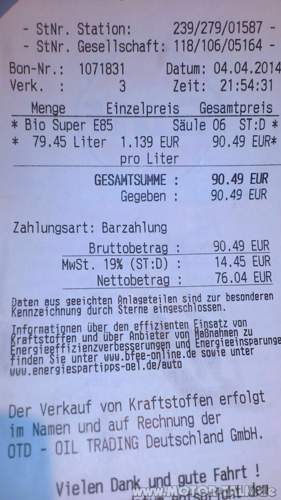 - StNr. Station: 239/279/01587 -
- StNr. Gesellschaft: 118/106/05164 -
Bon-Nr.: 1071831 Datum: 04.04.2014
Verk. : 3 Zeit: 21:54:31
Menge Einzelpreis Gesamtpreis
* Bio Super E85 Säule 06 ST:D *
* 79.45 Liter 1.139 EUR 90.49 EUR*
pro Liter
GESAMTSUMME : 90.49 EUR
Gegeben : 90.49 EUR
Zahlungsart: Barzahlung
Bruttobetrag : 90.49 EUR
MwSt. 19% (ST:D) : 14.45 EUR
Nettobetrag : 76.04 EUR
Daten aus geeichten Anlageteilen sind zur besonderen
Kennzeichnung durch Sterne eingeschlossen.
Informationen über den effizienten Einsatz von
Kraftstoffen und über Anbieter von Maßnahmen zu
Energieeffizienzverbesserungen und Energieeinsparunge
finden Sie unter www.bfee-online.de sowie unter
www.energiespartipps-oel.de/auto
Der Verkauf von Kraftstoffen erfolgt
im Namen und auf Rechnung der
OTD - OIL TRADING Deutschland GmbH.
Vielen Dank und gute Fahrt !